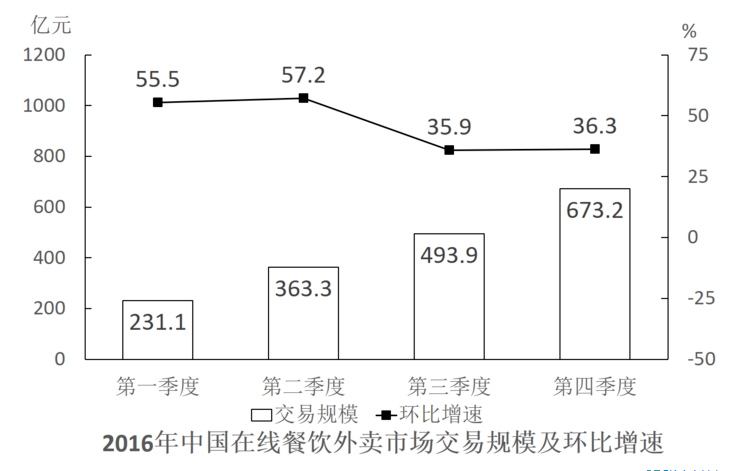 亿元 %
1200 75
1000 50
800 25
600 0
400 -25
200 -50
0
55.5 57.2 35.9 36.3
231.1 363.3 493.9 673.2
第一季度 第二季度 第三季度 第四季度
交易规模 环比增速
2016年中国在线餐饮外卖市场交易规模及环比增速